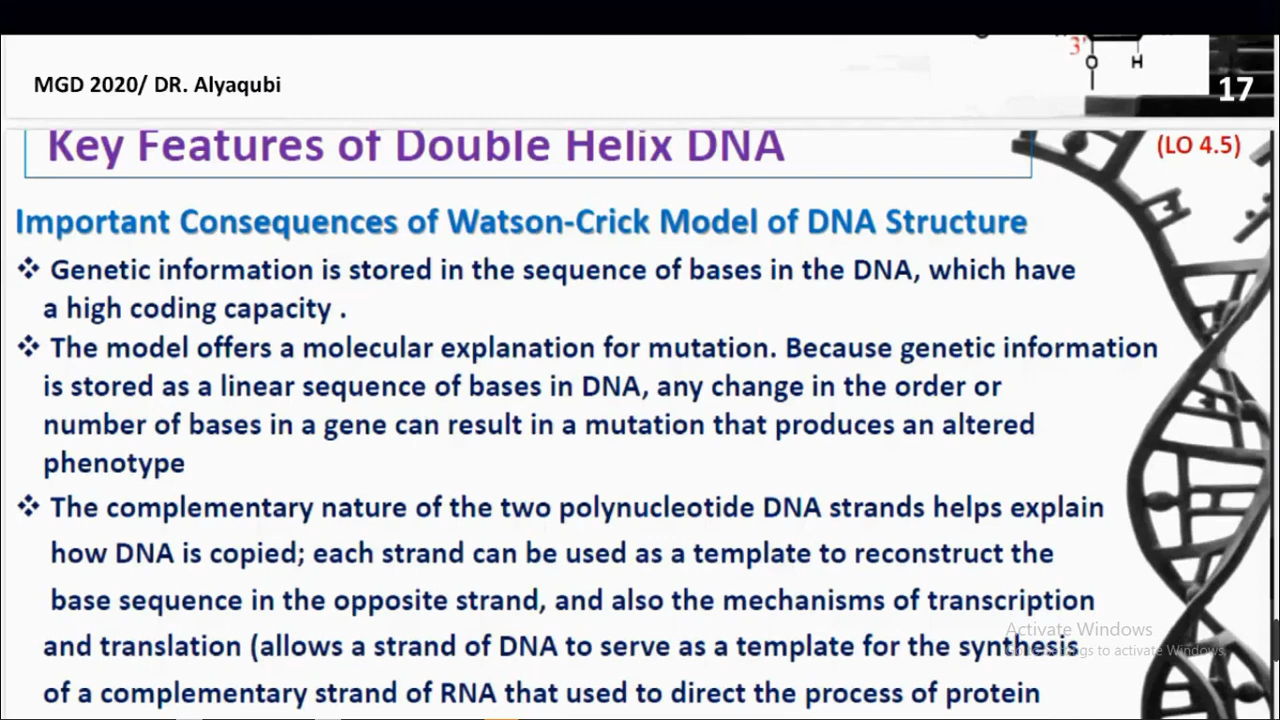 3'
O
H
MGD 2020/ DR. Alyaqubi
17
Key Features of Double Helix DNA
(LO 4.5)
Important Consequences of Watson-Crick Model of DNA Structure
❖ Genetic information is stored in the sequence of bases in the DNA, which have
a high coding capacity .
❖ The model offers a molecular explanation for mutation. Because genetic information
is stored as a linear sequence of bases in DNA, any change in the order or
number of bases in a gene can result in a mutation that produces an altered
phenotype
❖ The complementary nature of the two polynucleotide DNA strands helps explain
how DNA is copied; each strand can be used as a template to reconstruct the
base sequence in the opposite strand, and also the mechanisms of transcription
Activate Windows
and translation (allows a strand of DNA to serve as a template for the synthesis
Go to Settings to activate Windows.
of a complementary strand of RNA that used to direct the process of protein